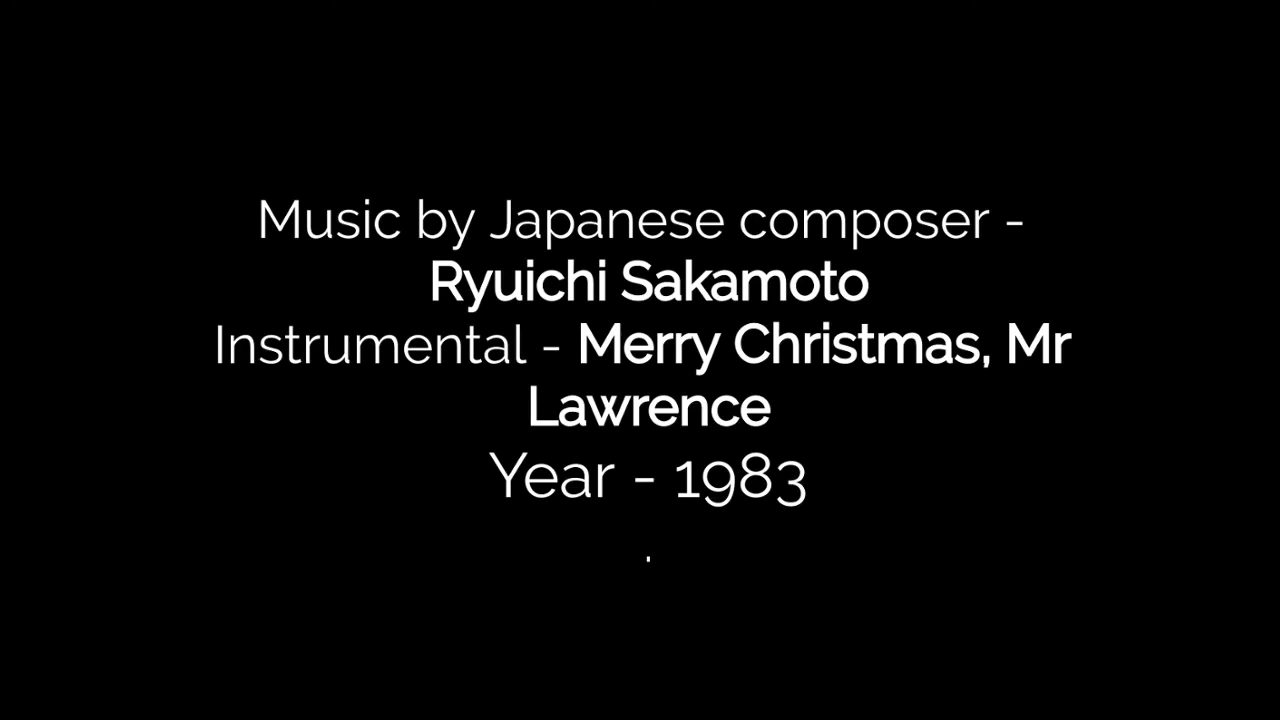 Music by Japanese composer -
Ryuichi Sakamoto
Instrumental - Merry Christmas, Mr
Lawrence
Year - 1983
.